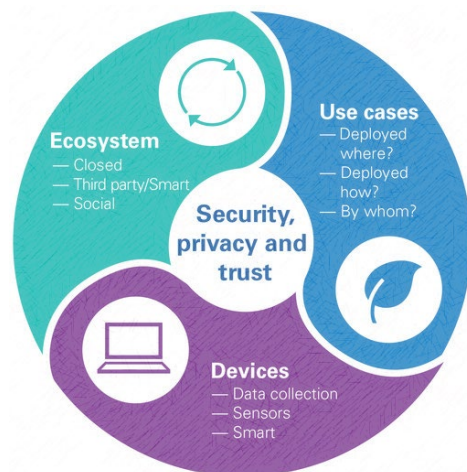 Ecosystem
— Closed
— Third party/Smart
— Social
Use cases
— Deployed
where?
— Deployed
how?
— By whom?
Security,
privacy and
trust
Devices
— Data collection
— Sensors
— Smart